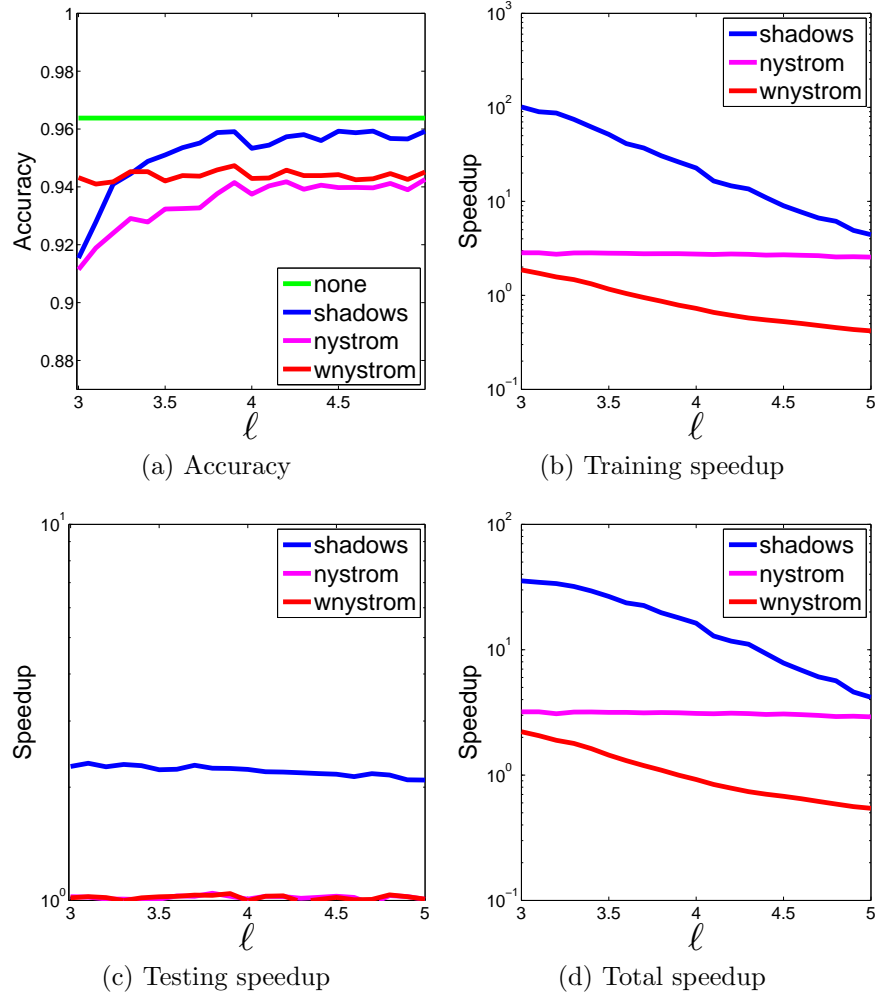 1
0.98
0.96
0.94
0.92
0.9
0.88
Accuracy
none
shadows
nystrom
wnystrom
3
3.5
4
4.5
ℓ
(a) Accuracy
10^3
10^2
10^1
10^0
10^-1
Speedup
shadows
nystrom
wnystrom
3
3.5
4
4.5
5
ℓ
(b) Training speedup
10^1
10^0
Speedup
shadows
nystrom
wnystrom
3
3.5
4
4.5
5
ℓ
(c) Testing speedup
10^2
10^1
10^0
10^-1
Speedup
shadows
nystrom
wnystrom
3
3.5
4
4.5
5
ℓ
(d) Total speedup